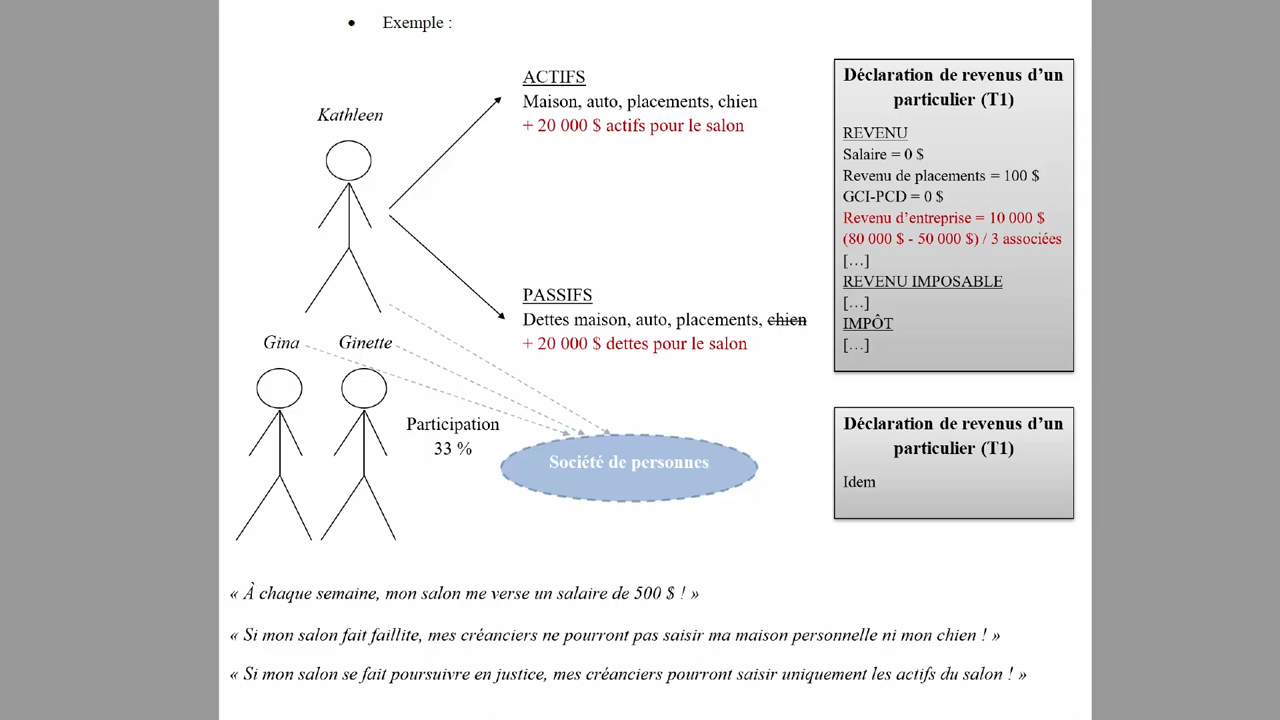 • Exemple :
Kathleen
ACTIFS
Maison, auto, placements, chien
+ 20 000 $ actifs pour le salon
PASSIFS
Dettes maison, auto, placements, chien
+ 20 000 $ dettes pour le salon
Gina Ginette
Participation
33 %
Société de personnes
Déclaration de revenus d’un
particulier (T1)
REVENU
Salaire = 0 $
Revenu de placements = 100 $
GCI-PCD = 0 $
Revenu d’entreprise = 10 000 $
(80 000 $ - 50 000 $) / 3 associées
[…]
REVENU IMPOSABLE
[…]
IMPÔT
[…]
Déclaration de revenus d’un
particulier (T1)
Idem
« À chaque semaine, mon salon me verse un salaire de 500 $ ! »
« Si mon salon fait faillite, mes créanciers ne pourront pas saisir ma maison personnelle ni mon chien ! »
« Si mon salon se fait poursuivre en justice, mes créanciers pourront saisir uniquement les actifs du salon ! »